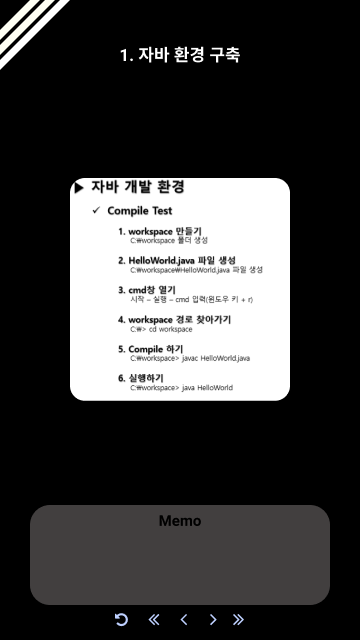 1. 자바 환경 구축
▶ 자바 개발 환경
✓ Compile Test
1. workspace 만들기
C:₩workspace 폴더 생성
2. HelloWorld.java 파일 생성
C:₩workspace₩HelloWorld.java 파일 생성
3. cmd창 열기
시작 – 실행 – cmd 입력(윈도우 키 + r)
4. workspace 경로 찾아가기
C:₩> cd workspace
5. Compile 하기
C:₩workspace> javac HelloWorld.java
6. 실행하기
C:₩workspace> java HelloWorld
Memo